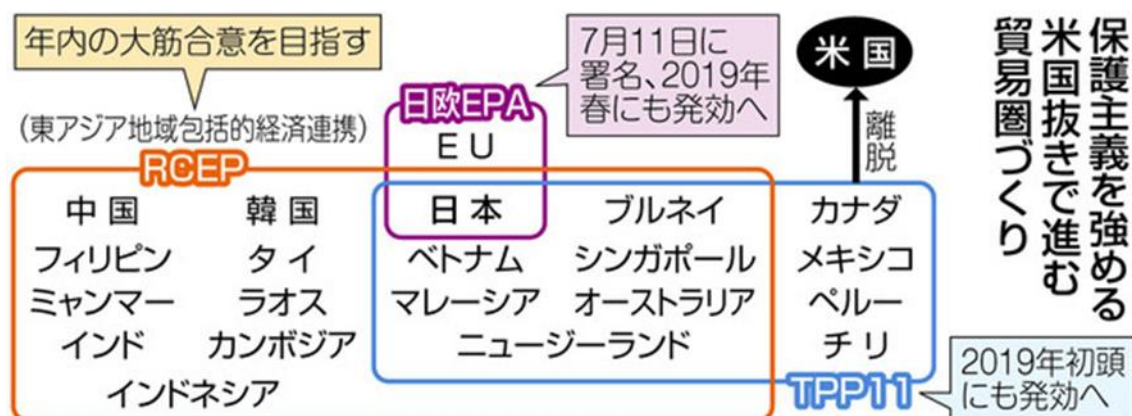 保護主義を強める
米国抜きで進む
貿易圏づくり
年内の大筋合意を目指す
(東アジア地域包括的経済連携)
RCEP
日欧EPA
7月11日に
署名、2019年
春にも発効へ
米国
離脱
EU
中国 韓国 日本 ブルネイ カナダ
フィリピン タイ ベトナム シンガポール メキシコ
ミャンマー ラオス マレーシア オーストラリア ペルー
インド カンボジア ニュージーランド チリ
インドネシア
TPP11
2019年初頭
にも発効へ